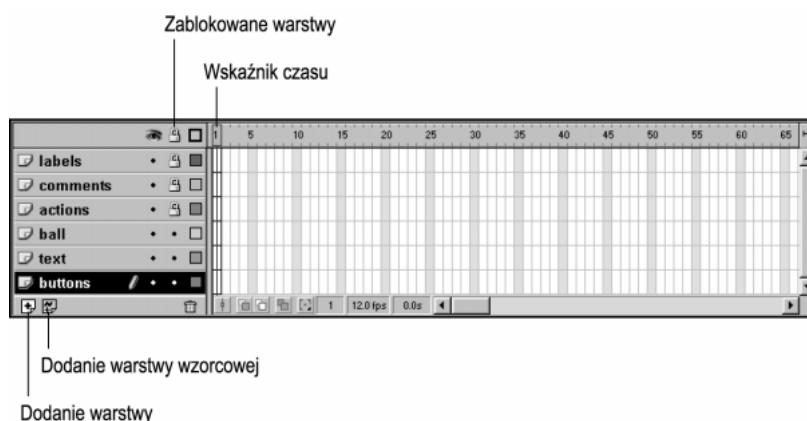 Zablokowane warstwy
Wskaźnik czasu
1 5 10 15 20 25 30 35 40 45 50 55 60 65
labels
comments
actions
ball
text
buttons
1 12.0 fps 0.0s
Dodanie warstwy wzorcowej
Dodanie warstwy